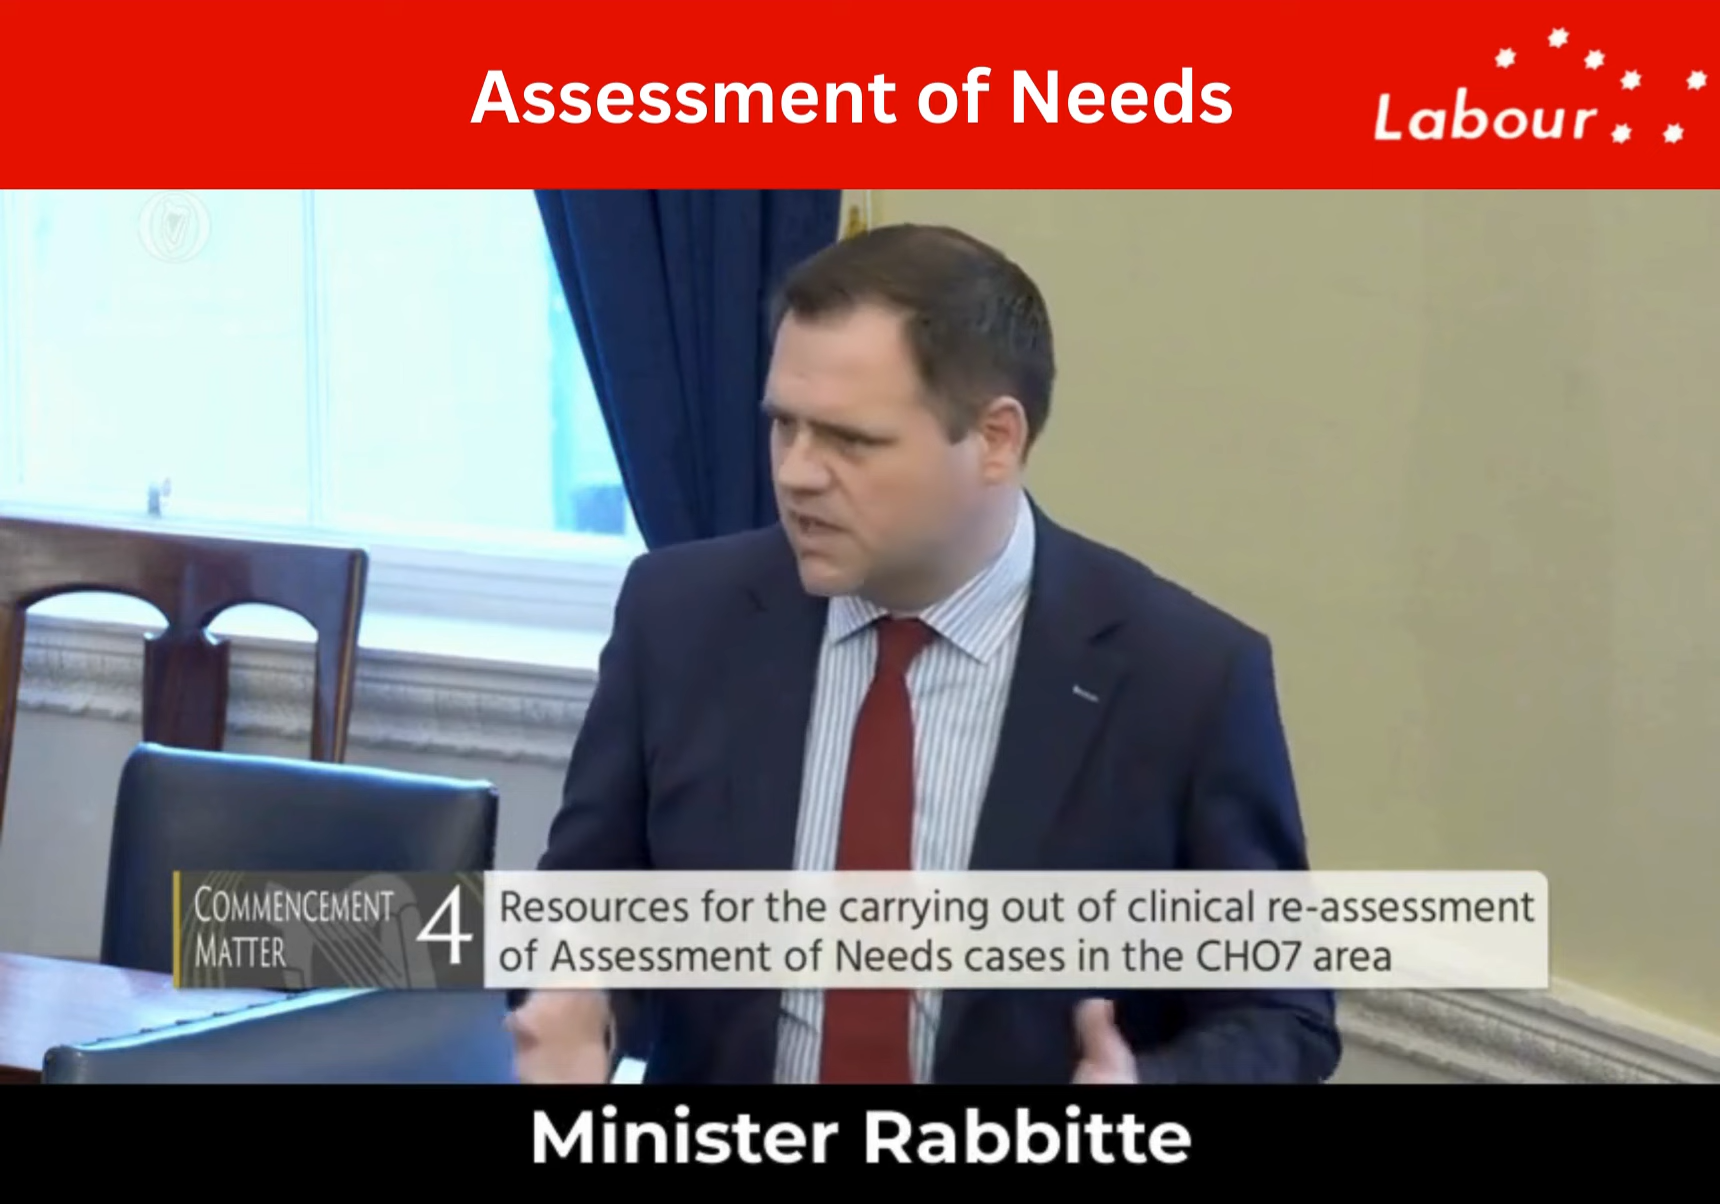 Assessment of Needs
Labour
COMMENCEMENT
MATTER
4
Resources for the carrying out of clinical re-assessment
of Assessment of Needs cases in the CHO7 area
Minister Rabbitte